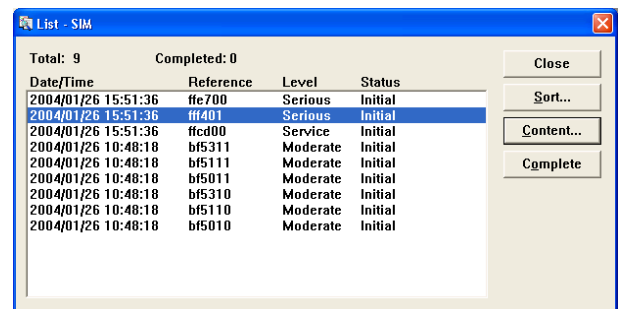 List - SIM
Total: 9 Completed: 0
Close
Date/Time Reference Level Status
2004/01/26 15:51:36 ffe700 Serious Initial
Sort...
2004/01/26 15:51:36 fff401 Serious Initial
2004/01/26 15:51:36 ffcd00 Service Initial
Content...
2004/01/26 10:48:18 bf5311 Moderate Initial
2004/01/26 10:48:18 bf5111 Moderate Initial
Complete
2004/01/26 10:48:18 bf5011 Moderate Initial
2004/01/26 10:48:18 bf5310 Moderate Initial
2004/01/26 10:48:18 bf5110 Moderate Initial
2004/01/26 10:48:18 bf5010 Moderate Initial